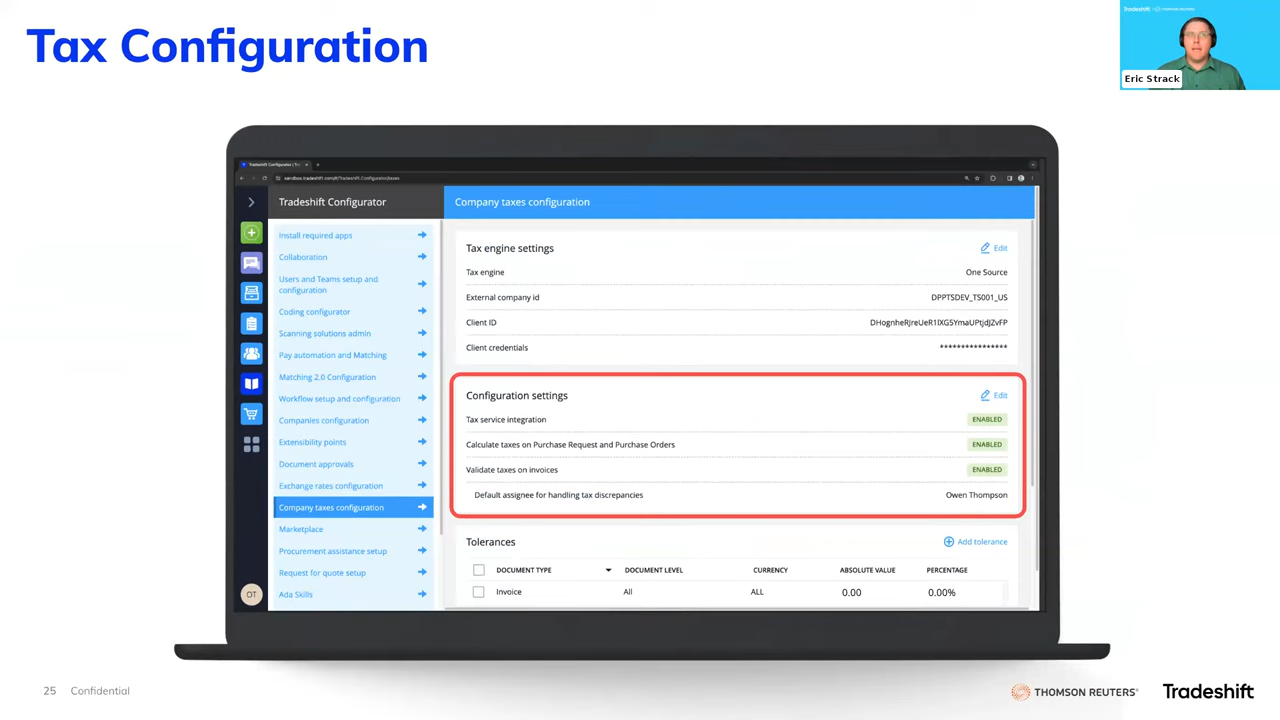 Tax Configuration
Tradeshift
Eric Strack
Tradeshift Configurator
Company taxes configuration
Install required apps
Collaboration
Users and Teams setup and
configuration
Coding configurator
Scanning solutions admin
Pay automation and Matching
Matching 2.0 Configuration
Workflow setup and configuration
Companies configuration
Extensibility points
Document approvals
Exchange rates configuration
Company taxes configuration
Marketplace
Procurement assistance setup
Request for quote setup
Ada Skills
OT
Tax engine settings
Edit
Tax engine
One Source
External company id
DPPTSDEV_TS001_US
Client ID
Client credentials
****************
Configuration settings
Edit
Tax service integration
ENABLED
Calculate taxes on Purchase Request and Purchase Orders
ENABLED
Validate taxes on invoices
ENABLED
Default assignee for handling tax discrepancies
Owen Thompson
Tolerances
Add tolerance
DOCUMENT TYPE DOCUMENT LEVEL CURRENCY ABSOLUTE VALUE PERCENTAGE
Invoice All ALL 0.00 0.00%
25 Confidential
THOMSON REUTERS®
Tradeshift